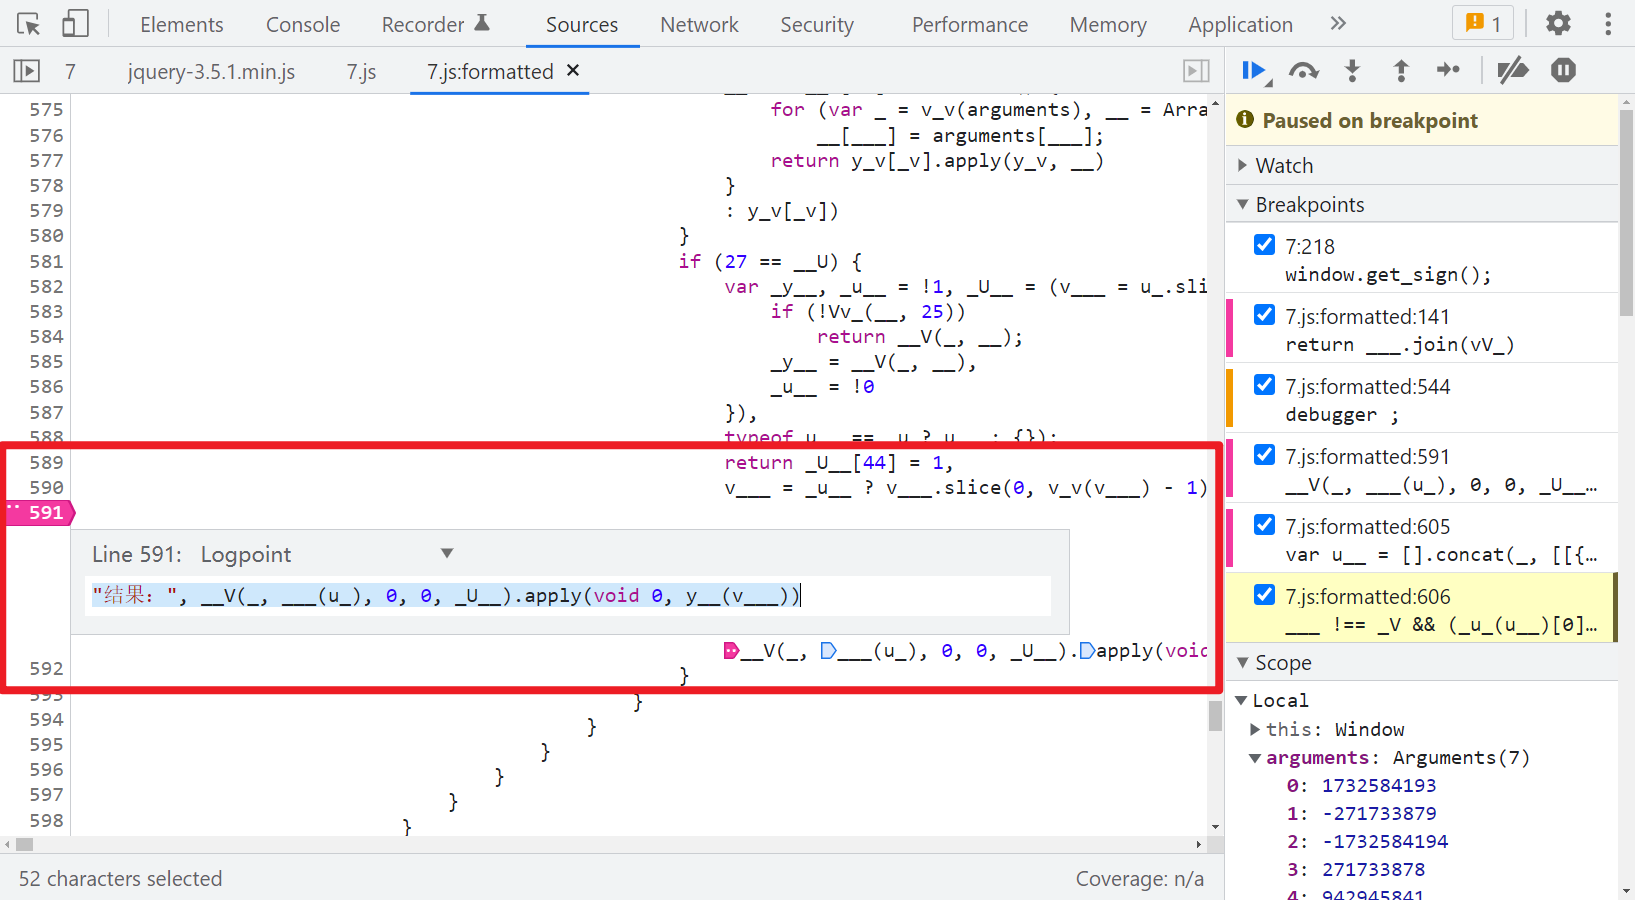 Elements Console Recorder Sources Network Security Performance Memory Application 1
7 jquery-3.5.1.min.js 7.js 7.js:formatted ×
575 for (var _ = v_v(arguments), __ = Arra
576 __[___] = arguments[___];
577 return y_v[_v].apply(y_v, __)
578 }
579 : y_v[_v])
580 }
581 if (27 == __U) {
582 var _y__, _u__ = !1, _U__ = (v___ = u_.sli
583 if (!Vv_(__, 25))
584 return __V(_, __);
585 _y__ = __V(_, __),
586 _u__ = !0
587 }),
588
589 return _U__[44] = 1,
590 v___ = _u__ ? v___.slice(0, v_v(v___) - 1)
591
Line 591: Logpoint
"结果：", __V(_, ___(u_), 0, 0, _U__).apply(void 0, y__(v___))
__V(_, ___(u_), 0, 0, _U__).apply(void
592 }
593 }
594 }
595 }
596 }
597 }
598 }
52 characters selected
Coverage: n/a
Paused on breakpoint
Watch
Breakpoints
7:218
window.get_sign();
7.js:formatted:141
return ___.join(vV_)
7.js:formatted:544
debugger ;
7.js:formatted:591
__V(_, ___(u_), 0, 0, _U__…
7.js:formatted:605
var u__ = [].concat(_, [[{…
7.js:formatted:606
___ !== _V && (_u_(u__)[0]…
Scope
Local
this: Window
arguments: Arguments(7)
0: 1732584193
1: -271733879
2: -1732584194
3: 271733878
4: 942945841